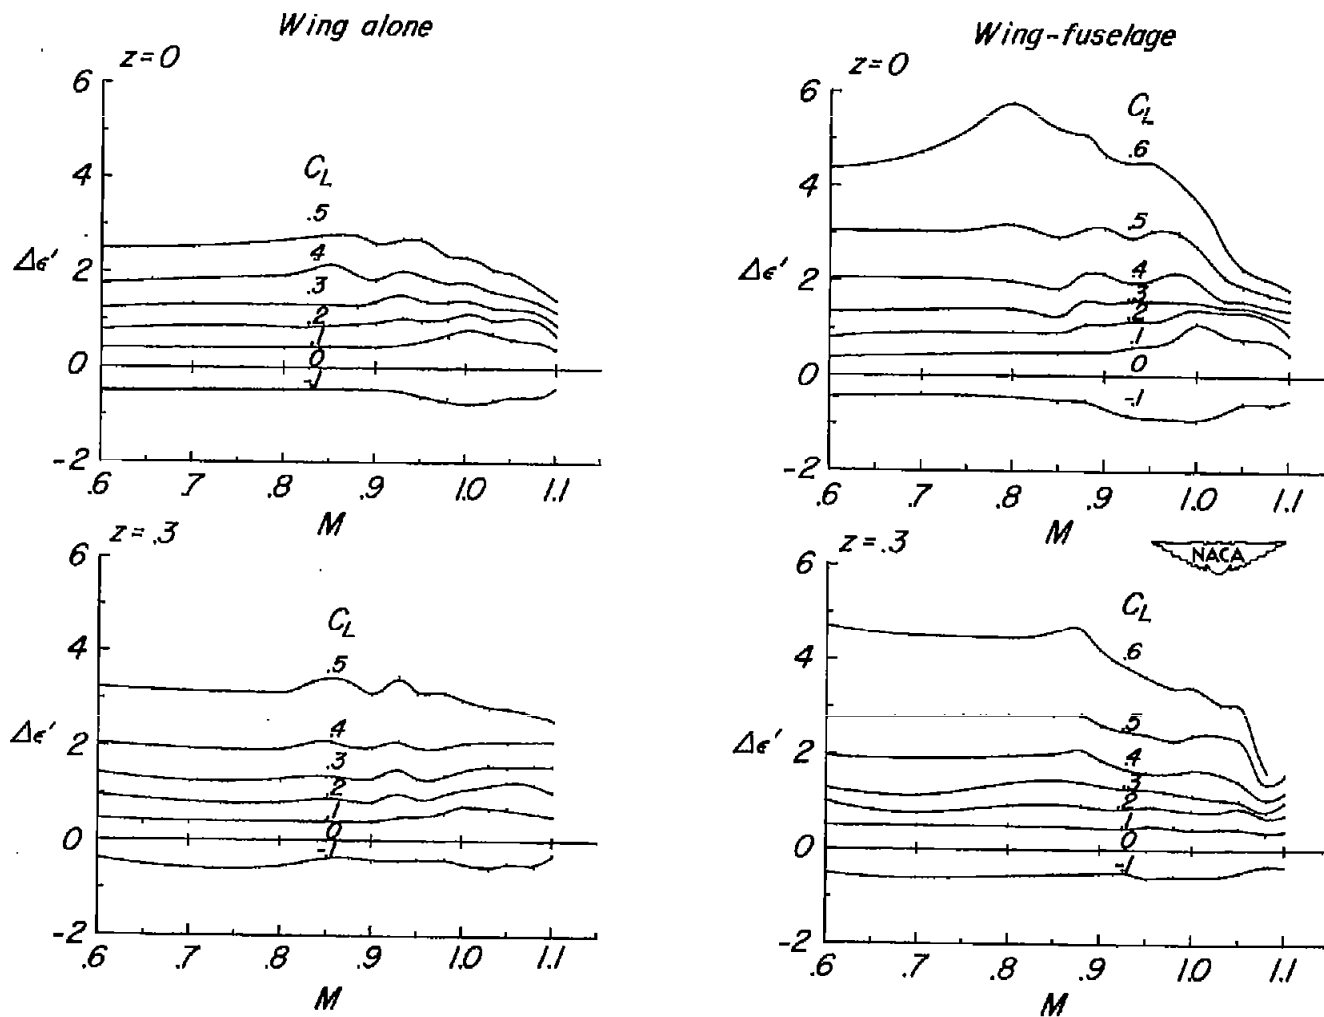 Wing alone
z=0
6
4
2
0
-2
Δε'
C_L
.5
.4
.3
.2
.1
0
-.1
.6 .7 .8 .9 1.0 1.1
M
Wing-fuselage
z=0
6
4
2
0
-2
Δε'
C_L
.6
.5
.4
.3
.2
.1
0
-.1
.6 .7 .8 .9 1.0 1.1
M
z=.3
6
4
2
0
-2
Δε'
C_L
.5
.4
.3
.2
.1
0
-.1
.6 .7 .8 .9 1.0 1.1
M
z=.3
NACA
6
4
2
0
-2
Δε'
C_L
.6
.5
.4
.3
.2
.1
0
-.1
.6 .7 .8 .9 1.0 1.1
M